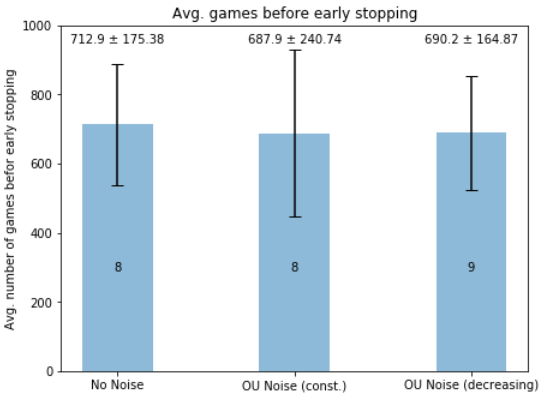 Avg. games before early stopping
712.9 ± 175.38 687.9 ± 240.74 690.2 ± 164.87
Avg. number of games befor early stopping
1000
800
600
400
200
0
8 8 9
No Noise OU Noise (const.) OU Noise (decreasing)